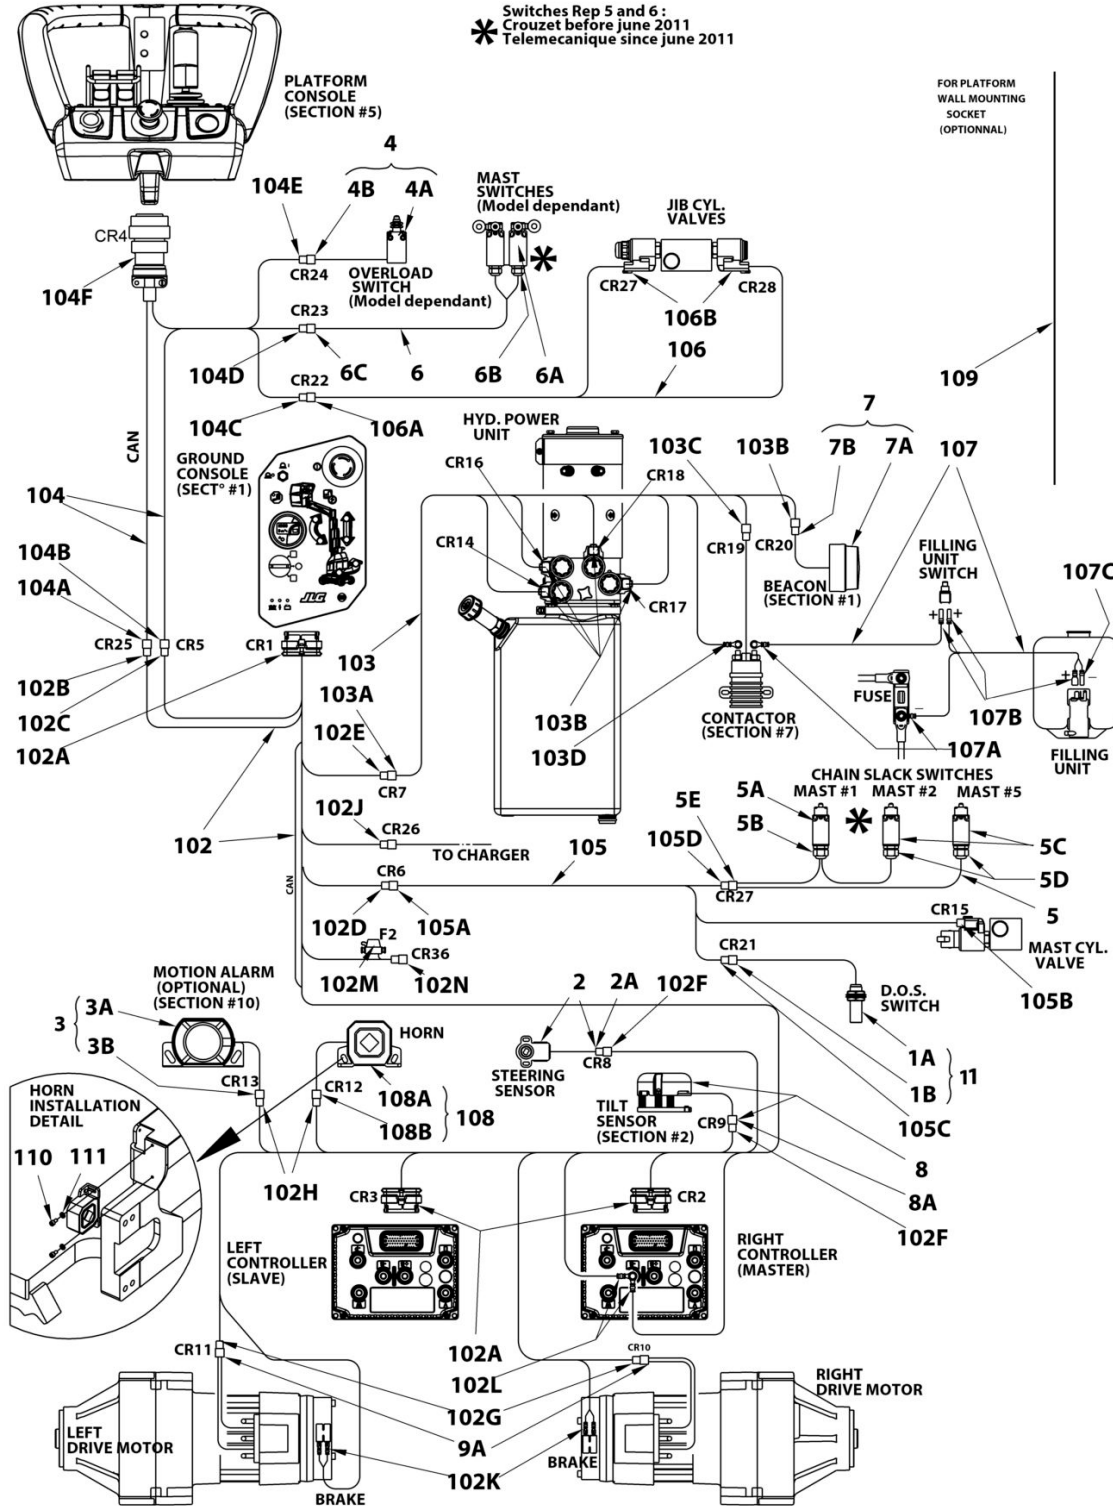 Switches Rep 5 and 6 :
Crouzet before june 2011
Telemecanique since june 2011
PLATFORM
CONSOLE
(SECTION #5)
FOR PLATFORM
WALL MOUNTING
SOCKET
(OPTIONNAL)
4
104E
4B
4A
MAST
SWITCHES
(Model dependant)
JIB CYL.
VALVES
CR4
CR24
OVERLOAD
SWITCH
(Model dependant)
CR27
CR28
104F
CR23
106B
104D
6C
6
6B
6A
106
109
CR22
104C
106A
CAN
HYD. POWER
UNIT
7
GROUND
CONSOLE
(SECT° #1)
CR16
103C
CR18
103B
7B
7A
107
104
104B
104A
CR14
CR19
CR20
BEACON
(SECTION #1)
FILLING
UNIT
SWITCH
107C
JLG
CR17
+
+
CR25
CR5
CR1
103
102B
103A
+
−
FUSE
102C
102E
103B
CONTACTOR
(SECTION #7)
−
107B
102A
103D
107A
FILLING
UNIT
CR7
CHAIN SLACK SWITCHES
MAST #1
MAST #2
MAST #5
102J
5E
5A
CR26
102
TO CHARGER
105
105D
5B
5C
CAN
CR6
5D
102D
105A
CR27
5
F2
CR15
CR36
MAST CYL.
VALVE
MOTION ALARM
(OPTIONAL)
(SECTION #10)
102M
102N
CR21
3
3A
2
2A
102F
D.O.S.
SWITCH
105B
3B
HORN
1A
11
CR13
CR12
STEERING
SENSOR
CR8
1B
HORN
INSTALLATION
DETAIL
108A
108
TILT
SENSOR
(SECTION #2)
CR9
105C
108B
8
110
111
102H
8A
CR3
CR2
102F
LEFT
CONTROLLER
(SLAVE)
RIGHT
CONTROLLER
(MASTER)
CR11
102A
CR10
102L
RIGHT
DRIVE MOTOR
102G
LEFT
DRIVE MOTOR
9A
BRAKE
102K
BRAKE